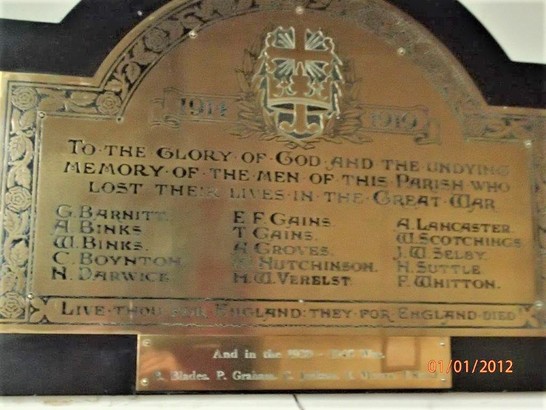 1914 1919
TO·THE GLORY·OF·GOD·AND·THE·UNDYING
MEMORY·OF·THE·MEN·OF·THIS·PARISH WHO
LOST THEIR LIVES·IN·THE·GREAT·WAR
G. BARNITT. E. F. GAINS. A. LANCASTER.
A. BINKS T. GAINS. W. SCOTCHINGS
W. BINKS. A. GROVES. J. W. SELBY.
C. BOYNTON HUTCHINSON. H. SUTTLE
N. DARWICK M. W. VERELST. F. WHITTON.
LIVE·THOU FOR ENGLAND: THEY·FOR·ENGLAND·DIED
And in the
Blades. P. Graham.
01/01/2012